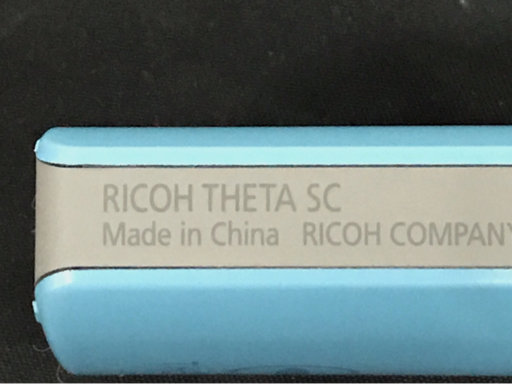 RICOH THETA SC
Made in China RICOH COMPANY